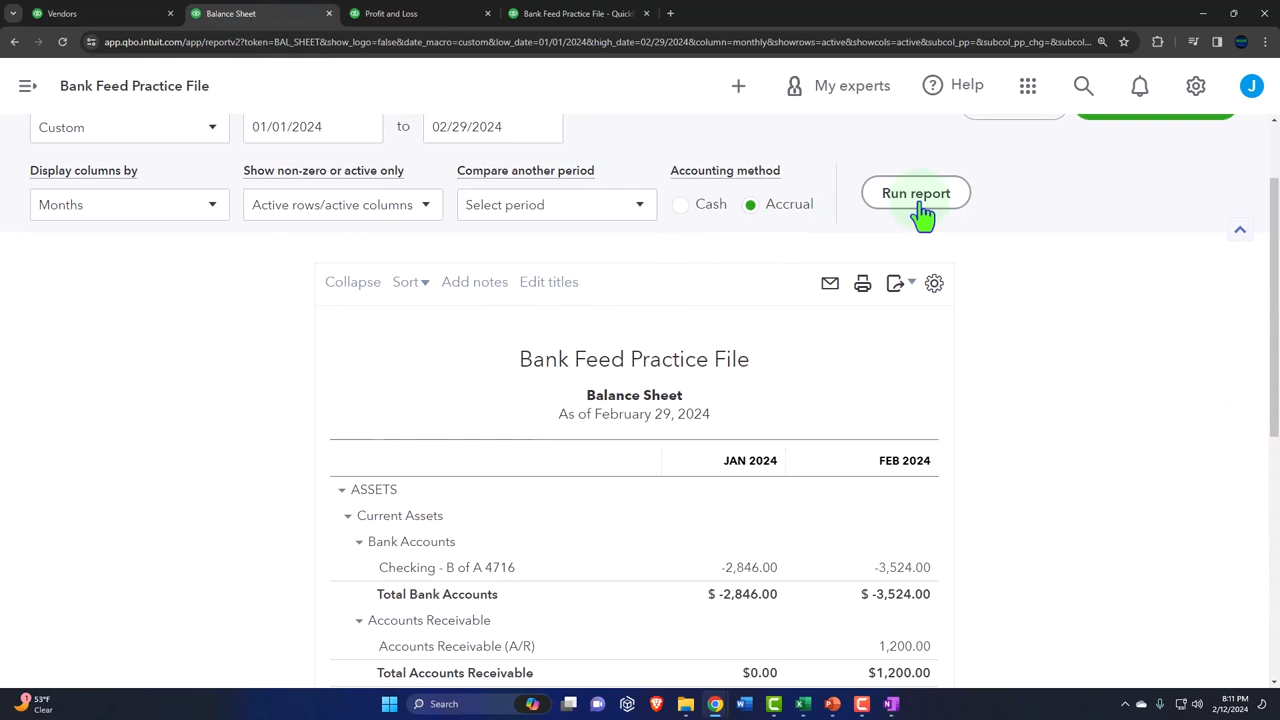 Vendors
Balance Sheet
Profit and Loss
Bank Feed Practice File - Quick
app.qbo.intuit.com/app/reportv2?token=BAL_SHEET&show_logo=false&date_macro=custom&low_date=01/01/2024&high_date=02/29/2024&column=monthly&showrows=active&showcols=active&subcol_pp=&subcol_pp_chg=&subcol_pc...
Bank Feed Practice File
My experts
Help
J
Custom
01/01/2024
to
02/29/2024
Display columns by
Show non-zero or active only
Compare another period
Accounting method
Months
Active rows/active columns
Select period
Cash
Accrual
Run report
Collapse
Sort
Add notes
Edit titles
Bank Feed Practice File
Balance Sheet
As of February 29, 2024
JAN 2024 FEB 2024
ASSETS
Current Assets
Bank Accounts
Checking - B of A 4716 -2,846.00 -3,524.00
Total Bank Accounts $ -2,846.00 $ -3,524.00
Accounts Receivable
Accounts Receivable (A/R) 1,200.00
Total Accounts Receivable $0.00 $1,200.00
53°F
Clear
Search
8:11 PM
2/12/2024